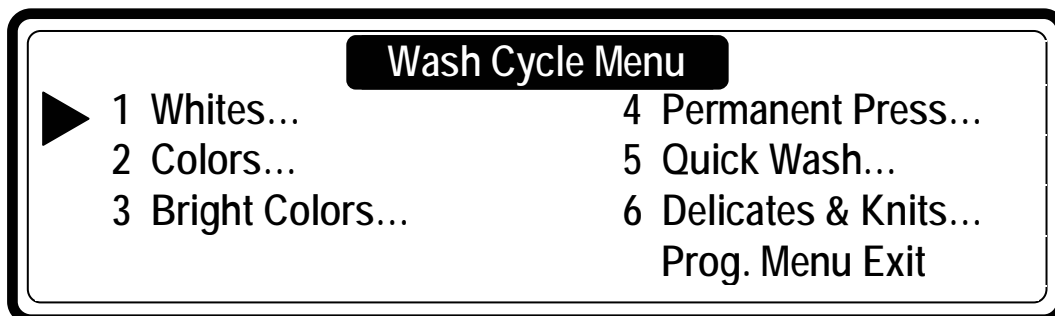 Wash Cycle Menu
1 Whites...
2 Colors...
3 Bright Colors...
4 Permanent Press...
5 Quick Wash...
6 Delicates & Knits...
Prog. Menu Exit